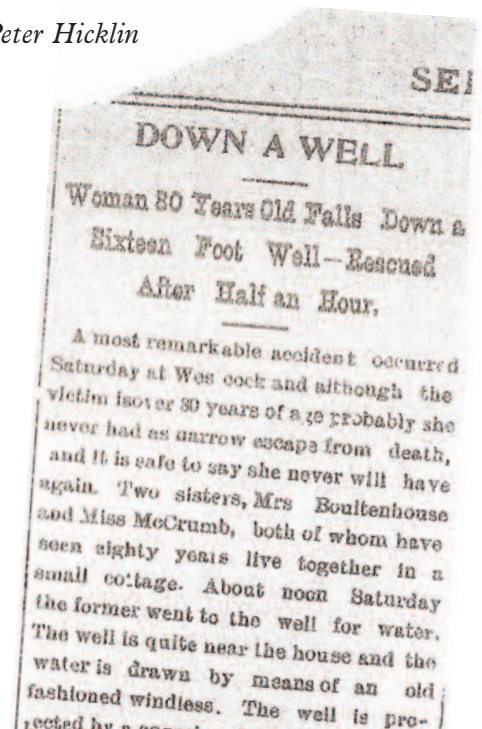 Peter Hicklin
SE
DOWN A WELL
Woman 80 Years Old Falls Down a
Sixteen Foot Well—Rescued
After Half an Hour.
A most remarkable accident occurred
Saturday at Wes cock and although the
victim isover 80 years of age probably she
never had as narrow escape from death,
and it is safe to say she never will have
again. Two sisters, Mrs Boultenhouse
and Miss McCrumb, both of whom have
seen eighty years live together in a
small cottage. About noon Saturday
the former went to the well for water.
The well is quite near the house and the
water is drawn by means of an old
fashioned windless. The well is pro-
ected by a